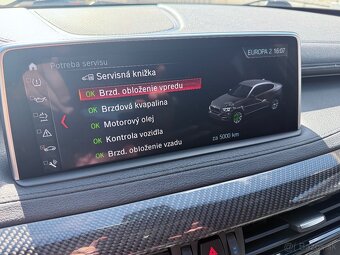 EUROPA 2 16:07
Potreba servisu
Servisná knižka
OK Brzd. obloženie vpredu
OK Brzdová kvapalina
OK Motorový olej
OK Kontrola vozidla
OK Brzd. obloženie vzadu
za 5000 km